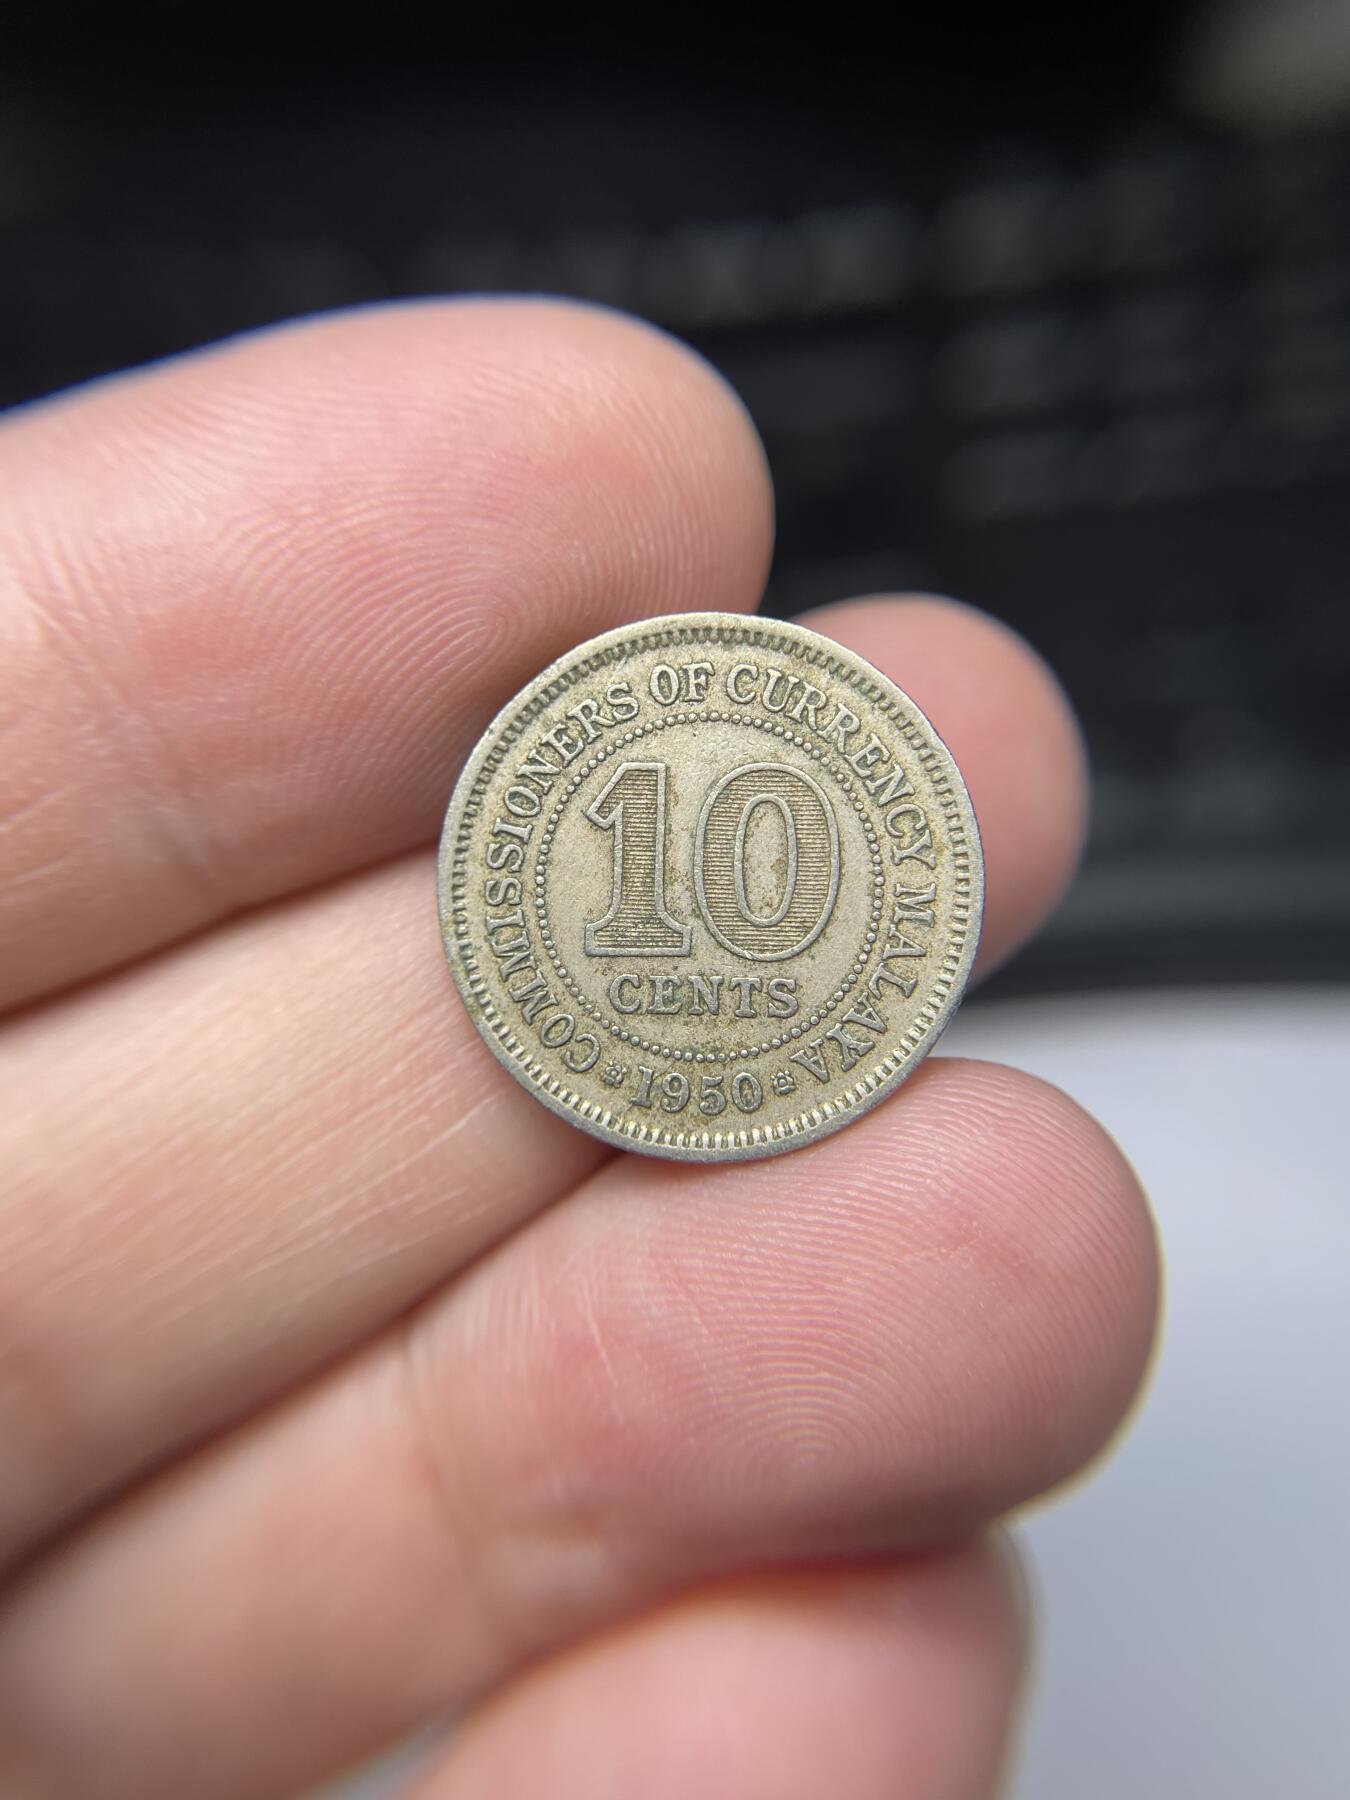 COMMISSIONERS OF CURRENCY MALAYA
10
CENTS
1950